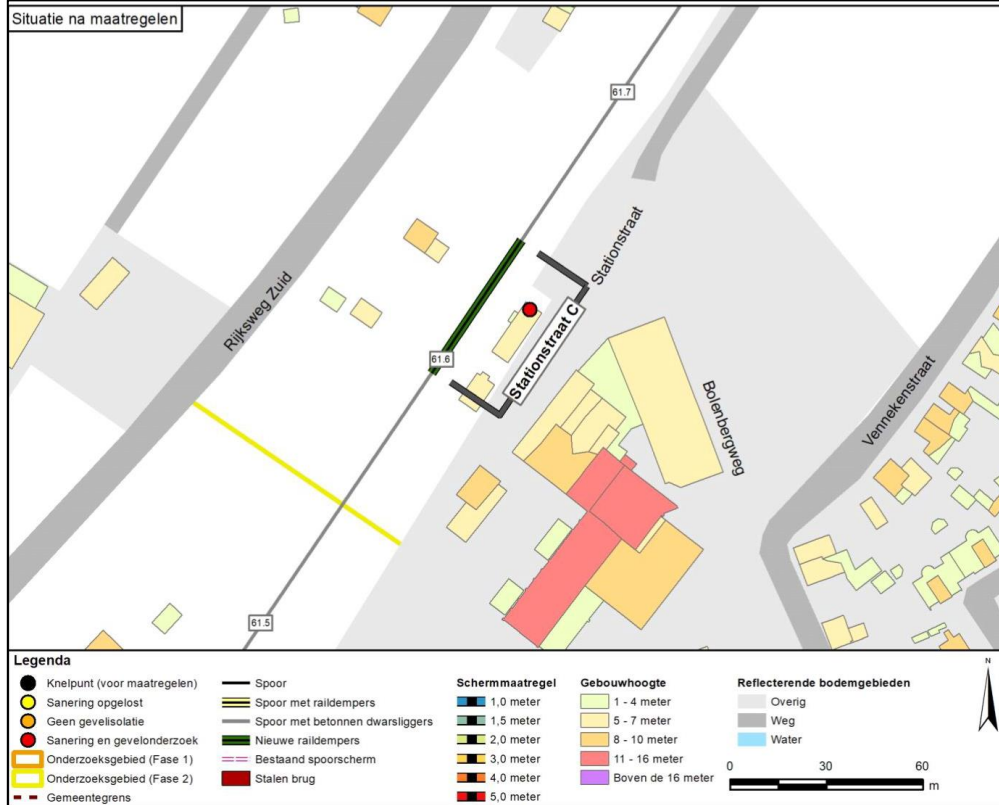 Situatie na maatregelen
61.7
Stationstraat
Rijksweg Zuid
Stationstraat C
61.6
Bolenbergweg
Vennekenstraat
61.5
Legenda
Knelpunt (voor maatregelen)
Sanering opgelost
Geen gevelisolatie
Sanering en gevelonderzoek
Onderzoeksgebied (Fase 1)
Onderzoeksgebied (Fase 2)
Gemeentegrens
Spoor
Spoor met raildempers
Spoor met betonnen dwarsliggers
Nieuwe raildempers
Bestaand spoorscherm
Stalen brug
Schermmaatregel
1,0 meter
1,5 meter
2,0 meter
3,0 meter
4,0 meter
5,0 meter
Gebouwhoogte
1 - 4 meter
5 - 7 meter
8 - 10 meter
11 - 16 meter
Boven de 16 meter
Reflecterende bodemgebieden
Overig
Weg
Water
N
0 30 60
m